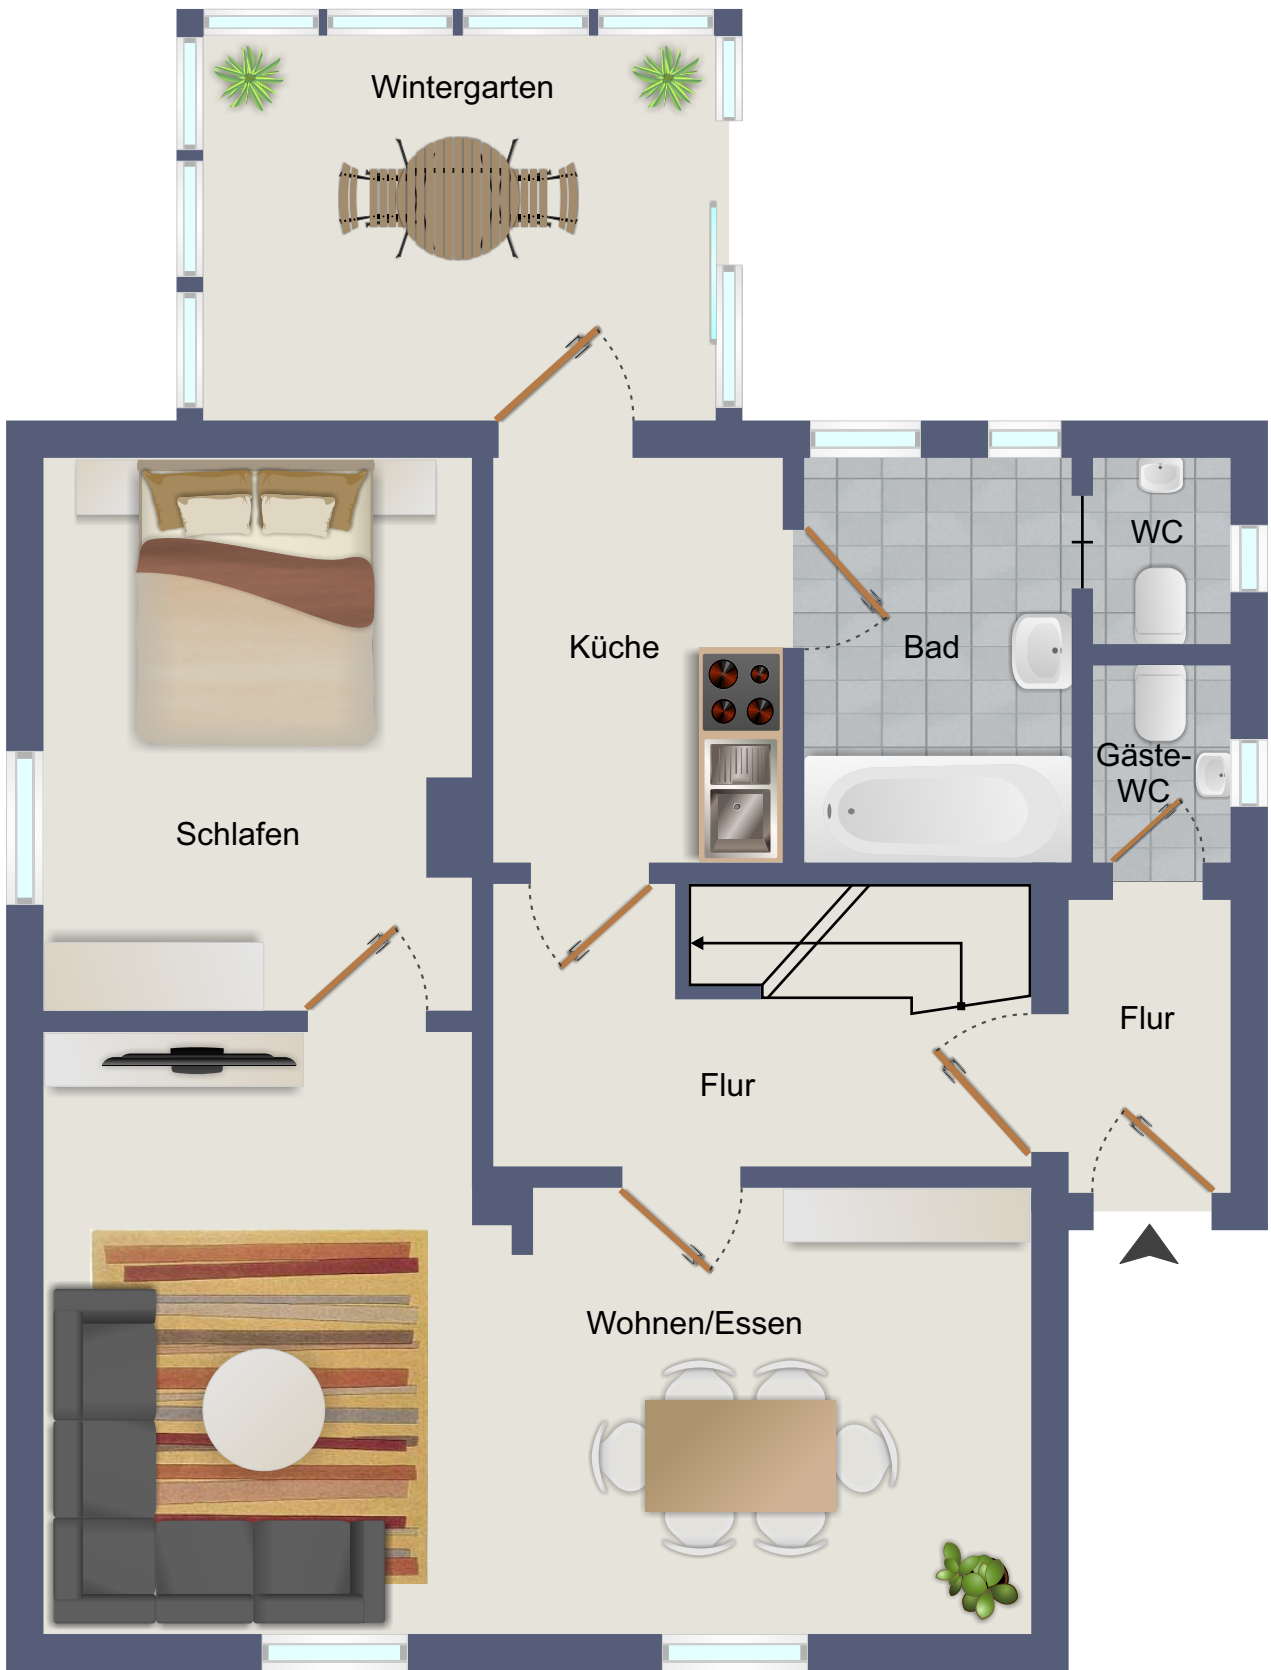 Wintergarten
WC
Küche
Bad
Gäste-
WC
Schlafen
Flur
Flur
Wohnen/Essen